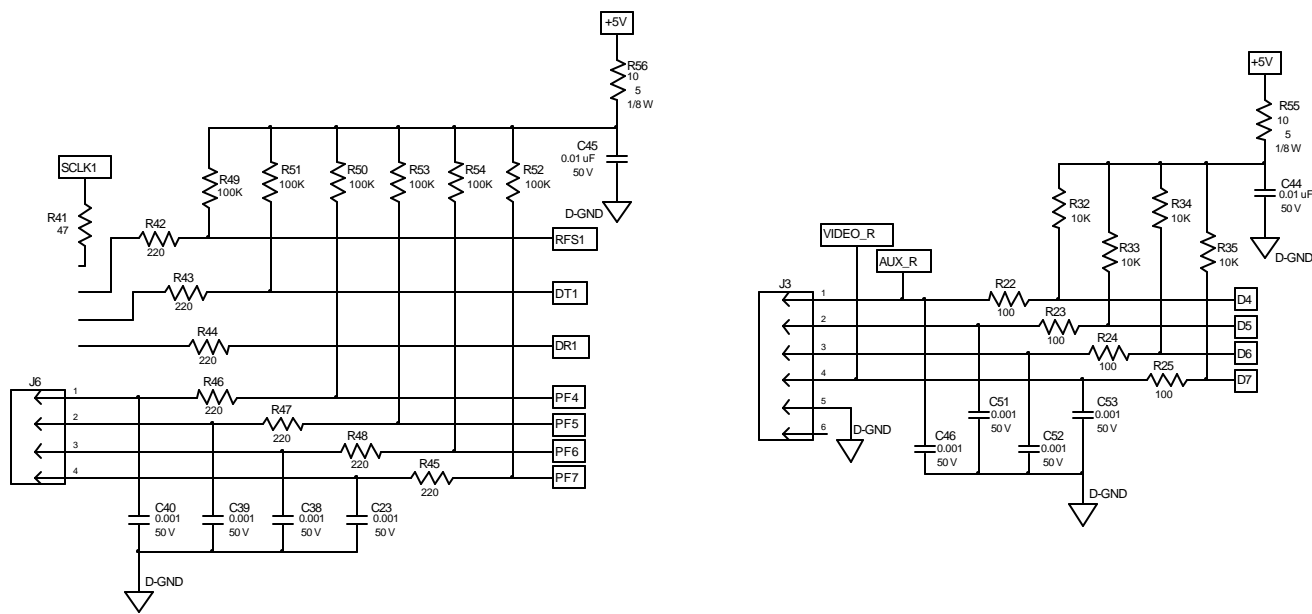 +5V
R56
10
5
1/8 W
C45
0.01 uF
50 V
D-GND
SCLK1
R41
47
R42
220
R49
100K
R51
100K
R50
100K
R53
100K
R54
100K
R52
100K
RFS1
R43
220
DT1
R44
220
DR1
J6
1
2
3
4
R46
220
PF4
R47
220
PF5
R48
220
PF6
R45
220
PF7
C40
0.001
50 V
C39
0.001
50 V
C38
0.001
50 V
C23
0.001
50 V
D-GND
+5V
R55
10
5
1/8 W
C44
0.01 uF
50 V
D-GND
R32
10K
R33
10K
R34
10K
R35
10K
VIDEO_R
AUX_R
J3
1
2
3
4
5
6
R22
100
D4
R23
100
D5
R24
100
D6
R25
100
D7
D-GND
C46
0.001
50 V
C51
0.001
50 V
C52
0.001
50 V
C53
0.001
50 V
D-GND